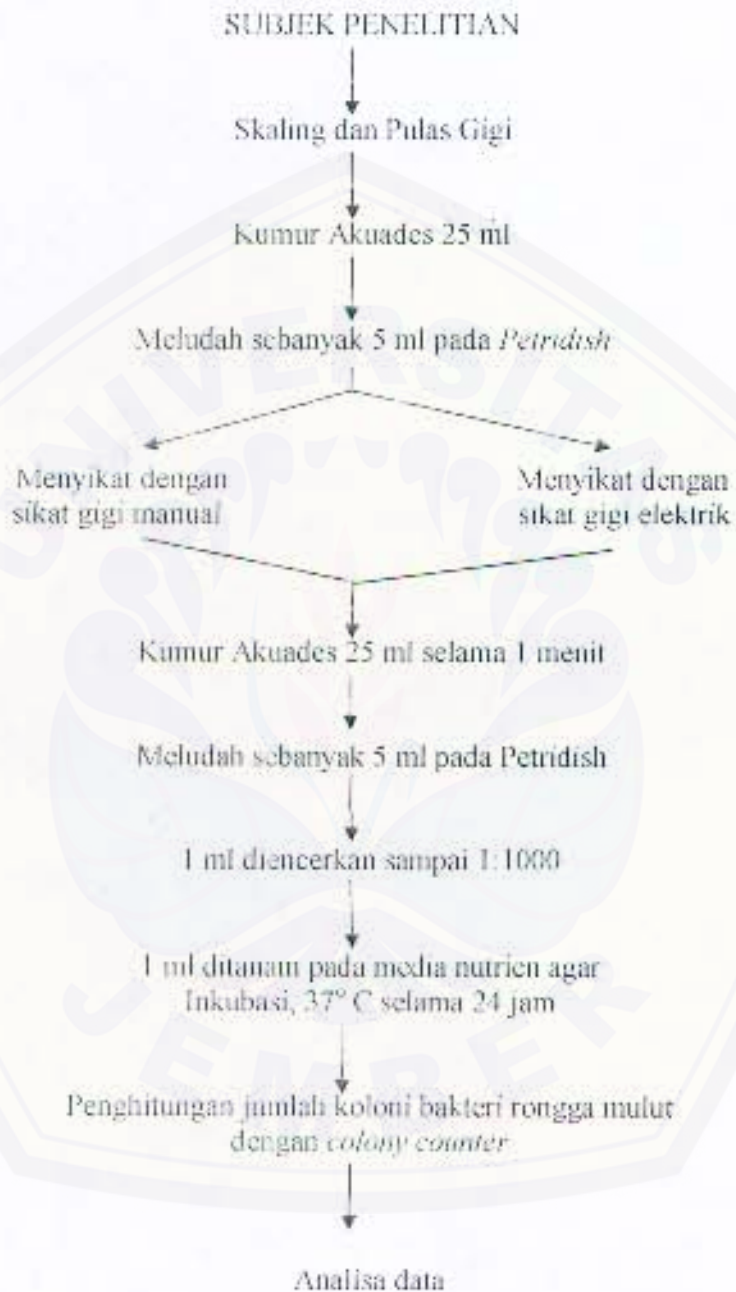 SUBJEK PENELITIAN
Skaling dan Pulas Gigi
Kumur Akuades 25 ml
Meludah sebanyak 5 ml pada Petridish
Menyikat dengan
sikat gigi manual
Menyikat dengan
sikat gigi elektrik
Kumur Akuades 25 ml selama 1 menit
Meludah sebanyak 5 ml pada Petridish
1 ml diencerkan sampai 1:1000
1 ml ditanam pada media nutrien agar
Inkubasi, 37° C selama 24 jam
Penghitungan jumlah koloni bakteri rongga mulut
dengan colony counter
Analisa data
UNIVERSITAS
JEMBER